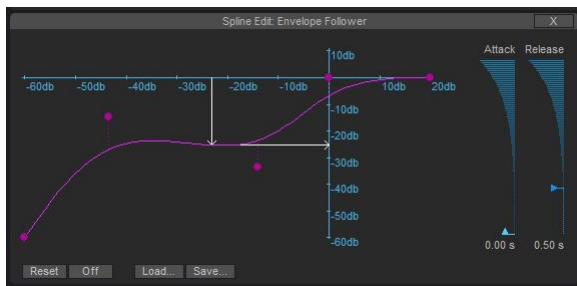 Spline Edit: Envelope Follower X
10db
Attack Release
-60db -50db -40db -30db -20db -10db 10db 20db
-10db
-20db
-30db
-40db
-50db
-60db
0.00 s 0.50 s
Reset Off Load... Save...